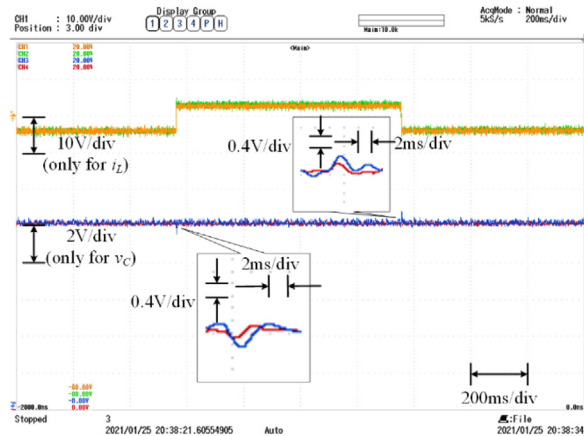 CH1 : 10.00V/div
Position : 3.00 div
Display Group
1 2 3 4 P H
Main:10.0k
AcqMode : Normal
5kS/s 200ms/div
CH1 20.00V
CH2 20.00V
CH3 20.00V
CH4 20.00V
<Main>
10V/div
(only for iL)
0.4V/div
2ms/div
2V/div
(only for vC)
2ms/div
0.4V/div
200ms/div
-60.00V
-60.00V
0.00V
0.00V
-2000.0ms
0.0ms
Stopped
3
2021/01/25 20:38:21.60554905
Auto
File
2021/01/25 20:38:34